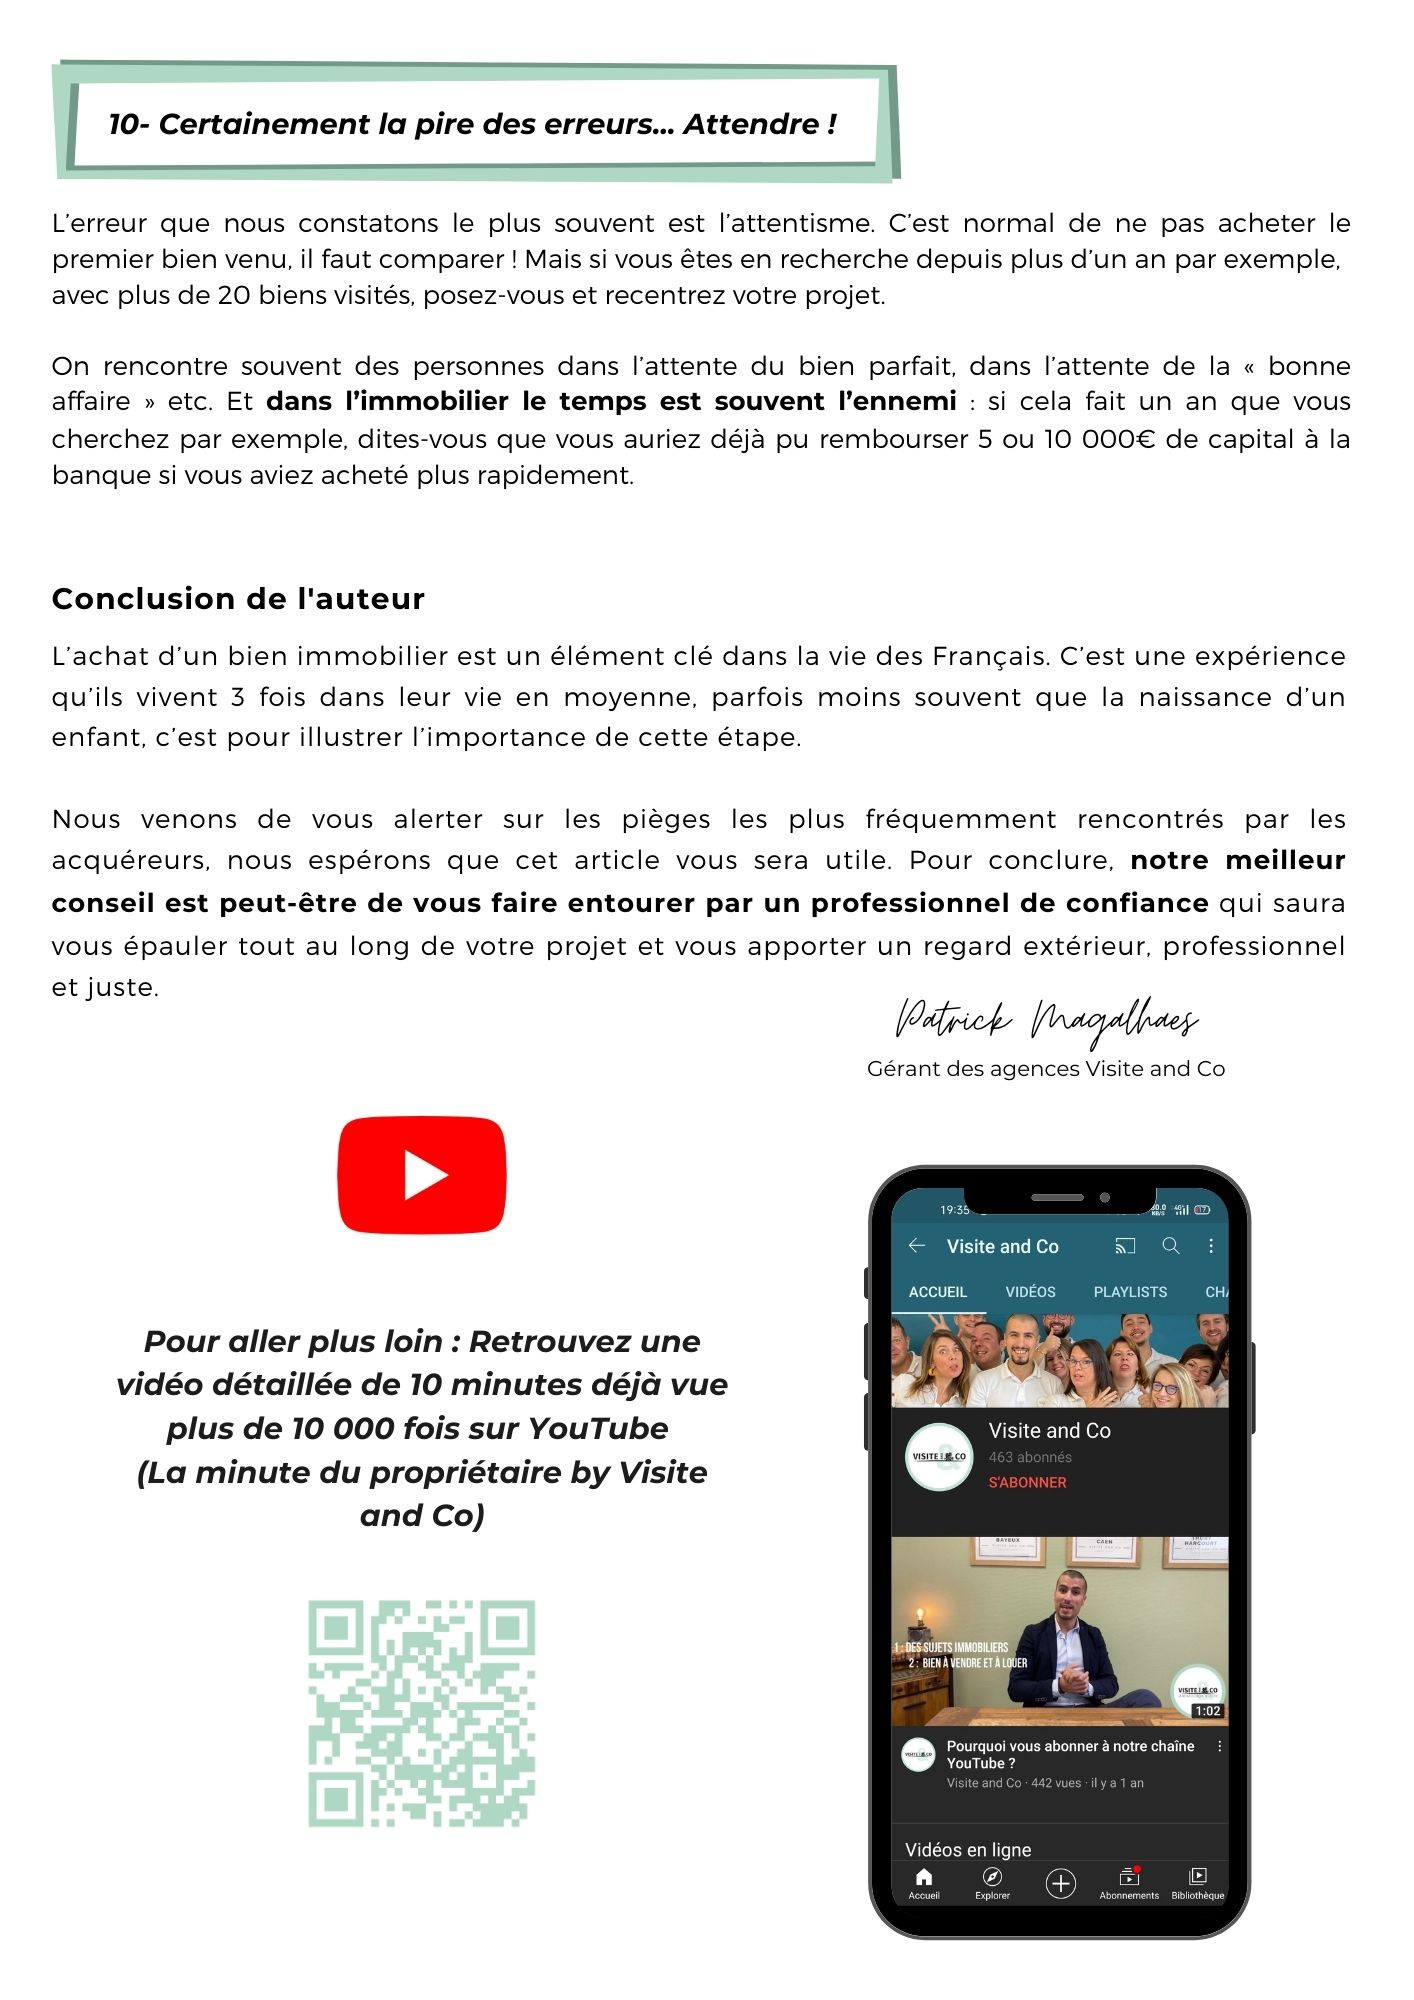 10- Certainement la pire des erreurs... Attendre !
L’erreur que nous constatons le plus souvent est l’attentisme. C’est normal de ne pas acheter le
premier bien venu, il faut comparer ! Mais si vous êtes en recherche depuis plus d’un an par exemple,
avec plus de 20 biens visités, posez-vous et recentrez votre projet.
On rencontre souvent des personnes dans l’attente du bien parfait, dans l’attente de la « bonne
affaire » etc. Et dans l’immobilier le temps est souvent l’ennemi : si cela fait un an que vous
cherchez par exemple, dites-vous que vous auriez déjà pu rembourser 5 ou 10 000€ de capital à la
banque si vous aviez acheté plus rapidement.
Conclusion de l'auteur
L’achat d’un bien immobilier est un élément clé dans la vie des Français. C’est une expérience
qu’ils vivent 3 fois dans leur vie en moyenne, parfois moins souvent que la naissance d’un
enfant, c’est pour illustrer l’importance de cette étape.
Nous venons de vous alerter sur les pièges les plus fréquemment rencontrés par les
acquéreurs, nous espérons que cet article vous sera utile. Pour conclure, notre meilleur
conseil est peut-être de vous faire entourer par un professionnel de confiance qui saura
vous épauler tout au long de votre projet et vous apporter un regard extérieur, professionnel
et juste.
Patrick Magalhaes
Gérant des agences Visite and Co
Pour aller plus loin : Retrouvez une
vidéo détaillée de 10 minutes déjà vue
plus de 10 000 fois sur YouTube
(La minute du propriétaire by Visite
and Co)
19:35
Visite and Co
ACCUEIL VIDÉOS PLAYLISTS CHA
VISITE & CO
Visite and Co
463 abonnés
S'ABONNER
BAYEUX
CAEN
HARCOURT
1 : DES SUJETS IMMOBILIERS
2 : BIEN À VENDRE ET À LOUER
VISITE & CO
1:02
Pourquoi vous abonner à notre chaîne
YouTube ?
Visite and Co · 442 vues · il y a 1 an
Vidéos en ligne
Accueil Explorer Abonnements Bibliothèque